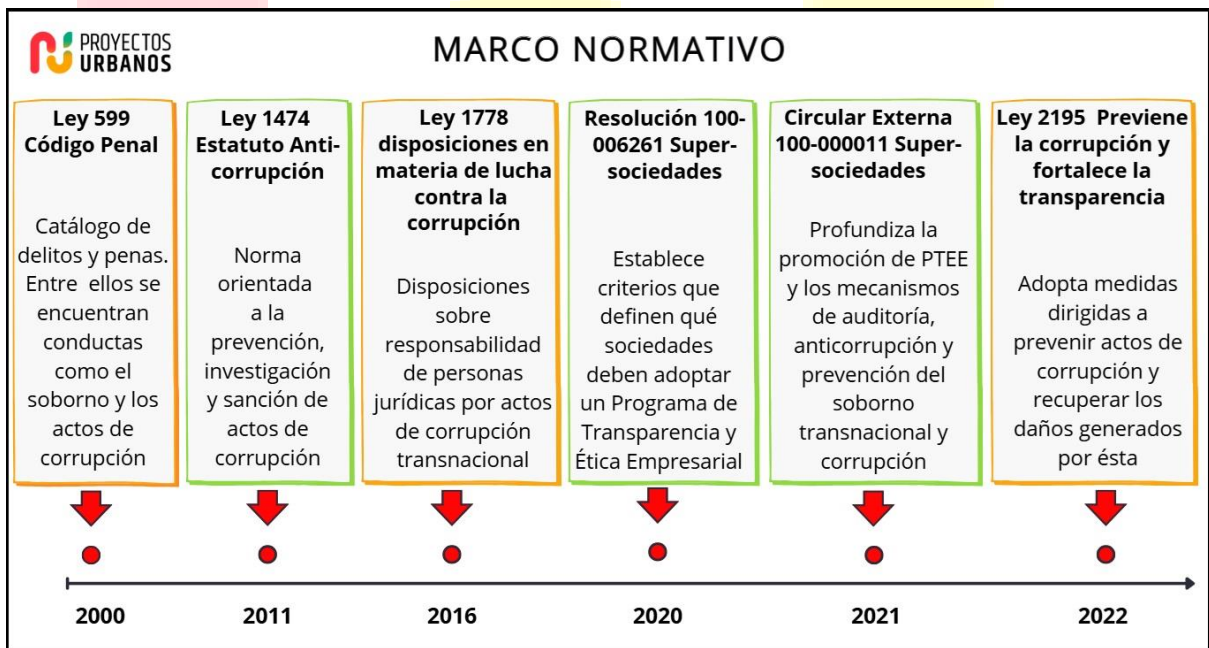 PROYECTOS
URBANOS
MARCO NORMATIVO
Ley 599
Código Penal
Catálogo de
delitos y penas.
Entre ellos se
encuentran
conductas
como el
soborno y los
actos de
corrupción
Ley 1474
Estatuto Anti-
corrupción
Norma
orientada
a la
prevención,
investigación
y sanción de
actos de
corrupción
Ley 1778
disposiciones en
materia de lucha
contra la
corrupción
Disposiciones
sobre
responsabilidad
de personas
jurídicas por actos
de corrupción
transnacional
Resolución 100-
006261 Super-
sociedades
Establece
criterios que
definen qué
sociedades
deben adoptar
un Programa de
Transparencia y
Ética Empresarial
Circular Externa
100-000011 Super-
sociedades
Profundiza la
promoción de PTEE
y los mecanismos
de auditoría,
anticorrupción y
prevención del
soborno
transnacional y
corrupción
Ley 2195 Previene
la corrupción y
fortalece la
transparencia
Adopta medidas
dirigidas a
prevenir actos de
corrupción y
recuperar los
daños generados
por ésta
2000
2011
2016
2020
2021
2022